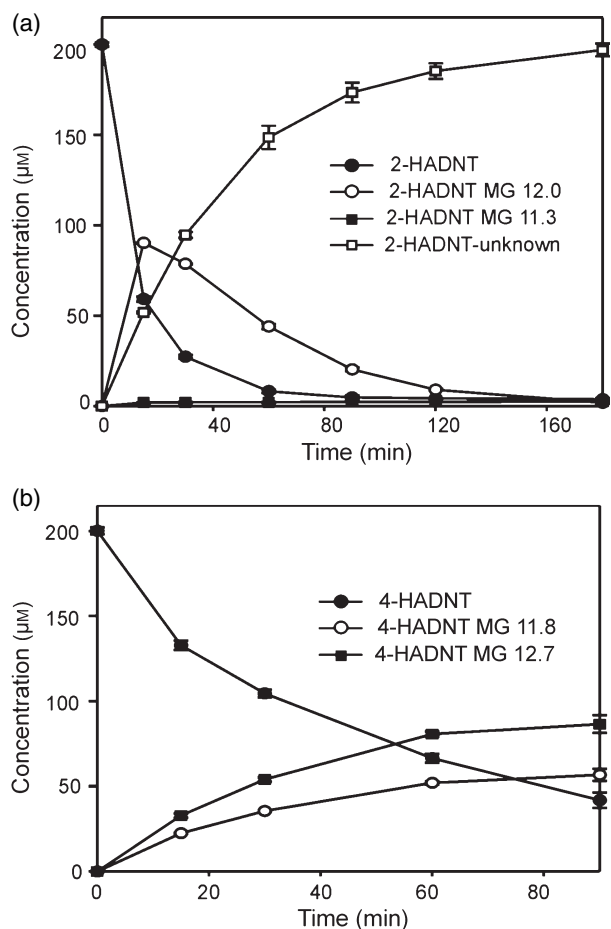 (a)
200
150
100
50
0
Concentration (μM)
2-HADNT
2-HADNT MG 12.0
2-HADNT MG 11.3
2-HADNT-unknown
0 40 80 120 160
Time (min)
(b)
200
150
100
50
0
Concentration (μM)
4-HADNT
4-HADNT MG 11.8
4-HADNT MG 12.7
0 20 40 60 80
Time (min)